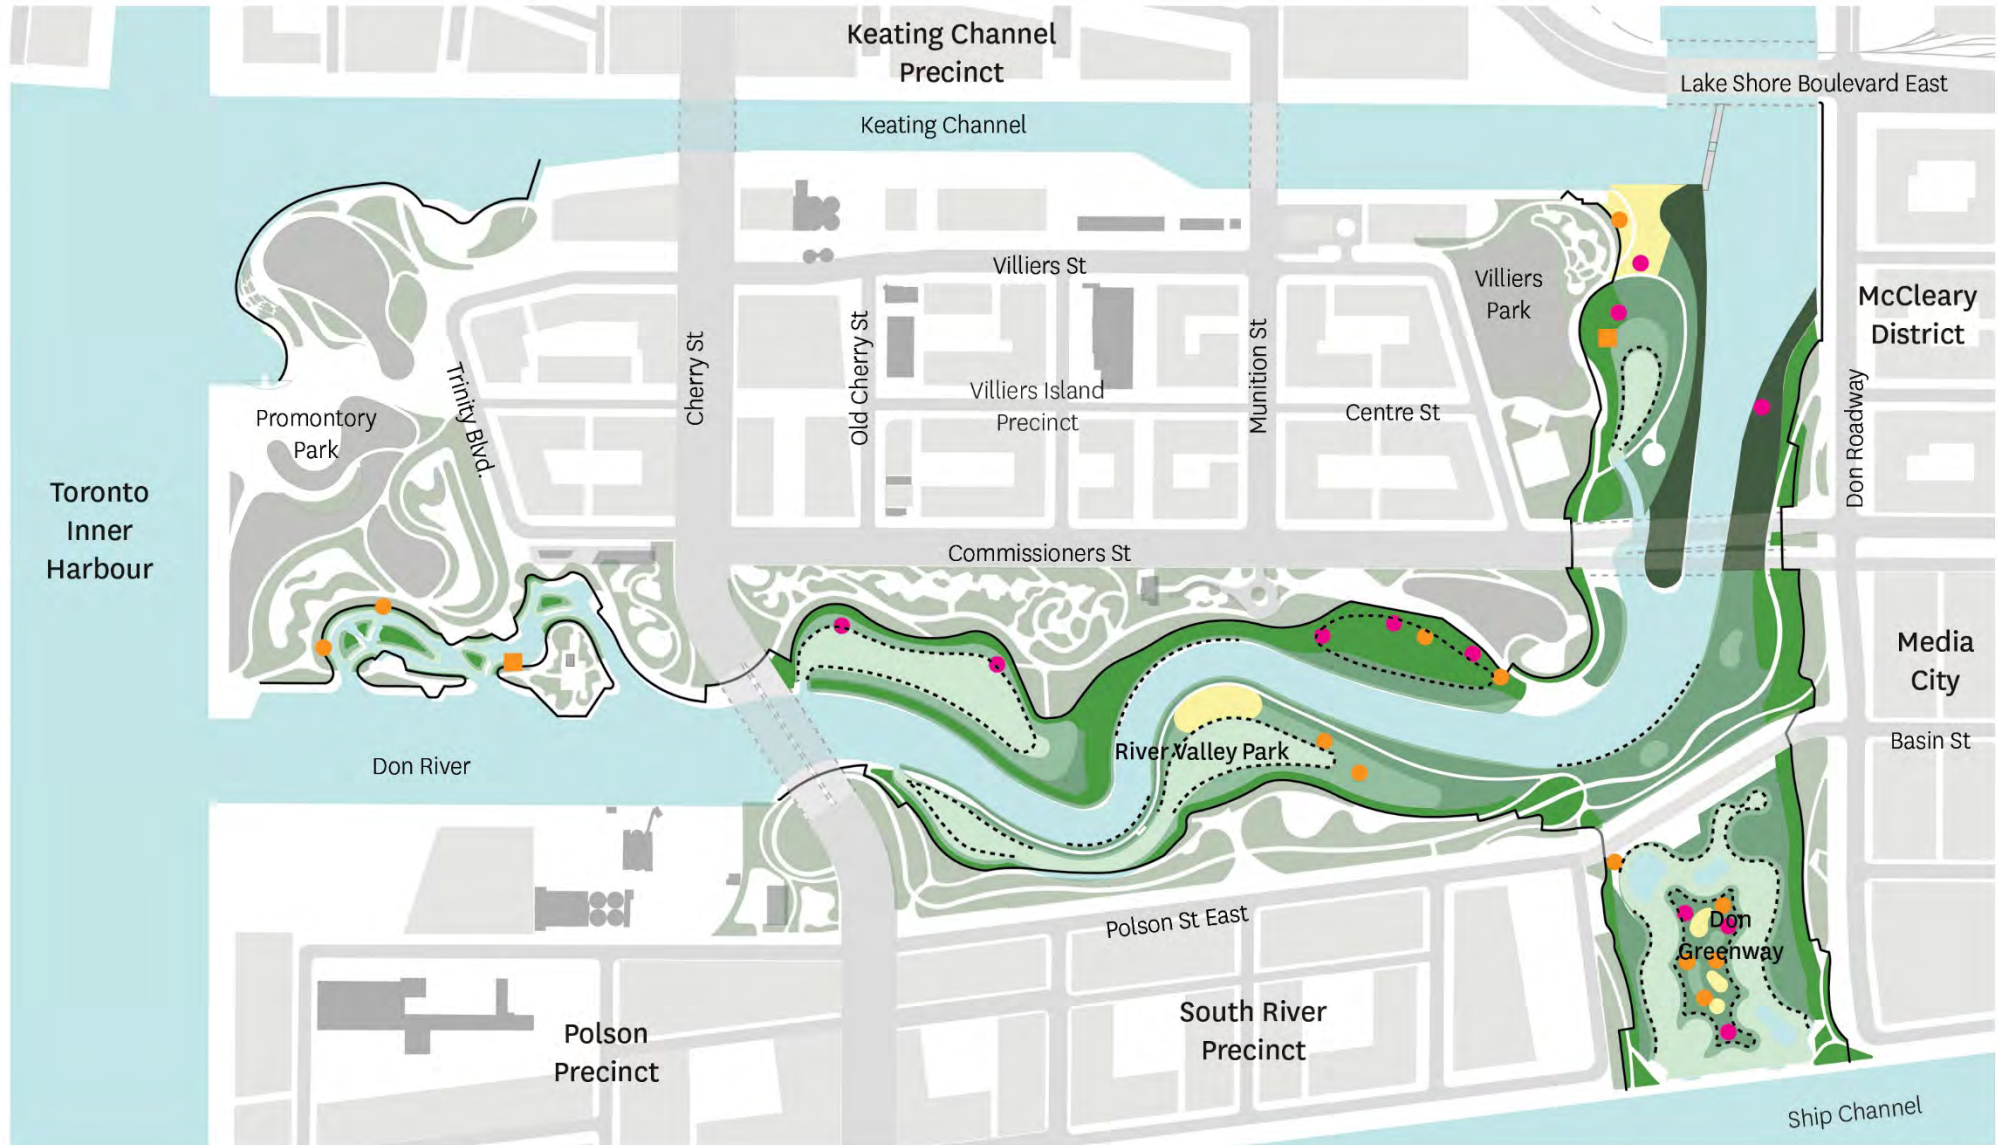 Keating Channel
Precinct
Lake Shore Boulevard East
Keating Channel
Villiers St
Villiers
Park
McCleary
District
Old Cherry St
Cherry St
Munition St
Trinity Blvd.
Villiers Island
Precinct
Centre St
Don Roadway
Promontory
Park
Toronto
Inner
Harbour
Commissioners St
Media
City
Basin St
River Valley Park
Don River
Polson St East
Don
Greenway
South River
Precinct
Polson
Precinct
Ship Channel